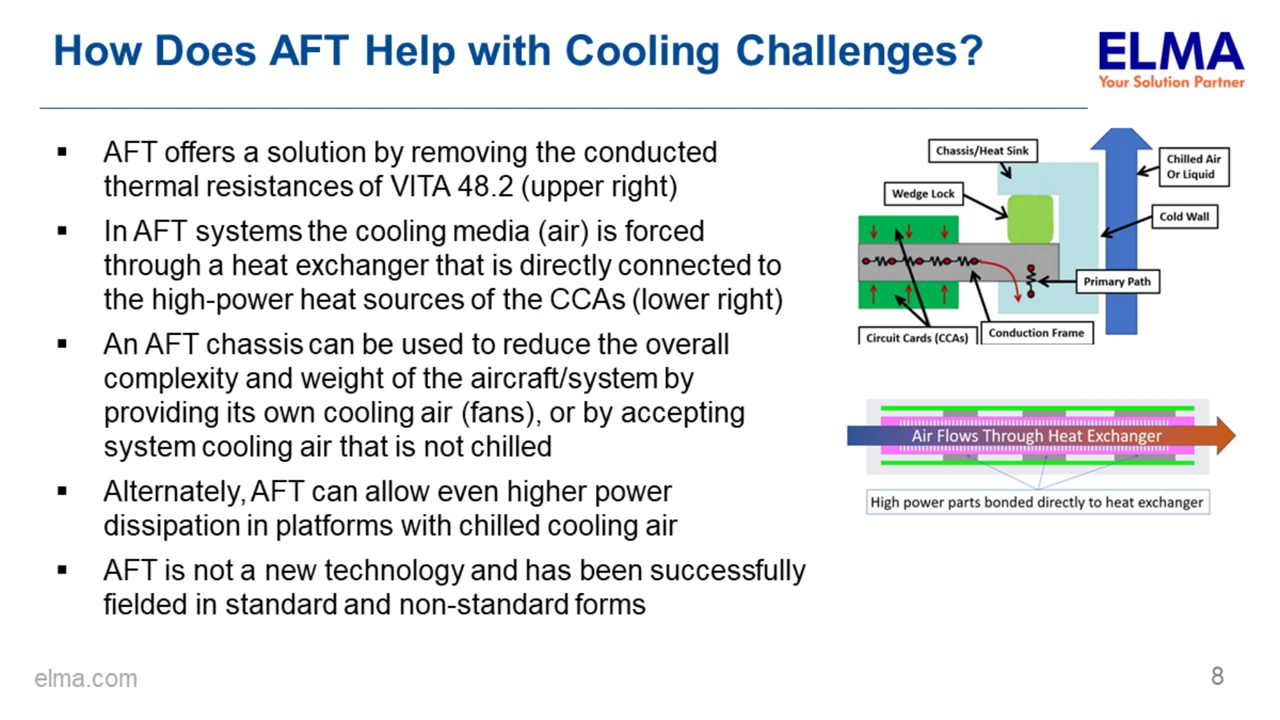 How Does AFT Help with Cooling Challenges?
ELMA
Your Solution Partner
▪ AFT offers a solution by removing the conducted
thermal resistances of VITA 48.2 (upper right)
▪ In AFT systems the cooling media (air) is forced
through a heat exchanger that is directly connected to
the high-power heat sources of the CCAs (lower right)
▪ An AFT chassis can be used to reduce the overall
complexity and weight of the aircraft/system by
providing its own cooling air (fans), or by accepting
system cooling air that is not chilled
▪ Alternately, AFT can allow even higher power
dissipation in platforms with chilled cooling air
▪ AFT is not a new technology and has been successfully
fielded in standard and non-standard forms
Chassis/Heat Sink
Chilled Air
Or Liquid
Wedge Lock
Cold Wall
Primary Path
Circuit Cards (CCAs)
Conduction Frame
Air Flows Through Heat Exchanger
High power parts bonded directly to heat exchanger
elma.com
8